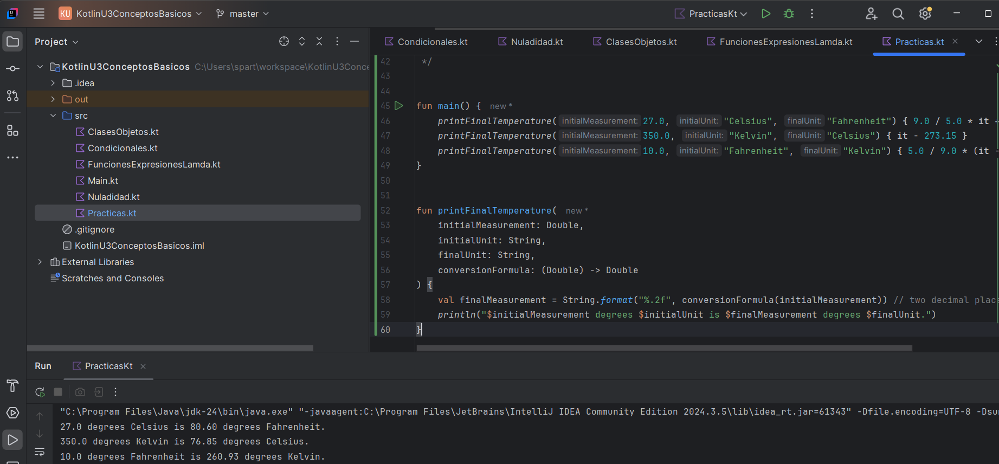 KU KotlinU3ConceptosBasicos master PracticasKt
Project
Condicionales.kt Nuladidad.kt ClasesObjetos.kt FuncionesExpresionesLamda.kt Practicas.kt
KotlinU3ConceptosBasicos C:\Users\spart\workspace\KotlinU3Conce
.idea
out
src
ClasesObjetos.kt
Condicionales.kt
FuncionesExpresionesLamda.kt
Main.kt
Nuladidad.kt
Practicas.kt
.gitignore
KotlinU3ConceptosBasicos.iml
External Libraries
Scratches and Consoles
42 */
43
44
45 fun main() { new *
46 printFinalTemperature( initialMeasurement: 27.0, initialUnit: "Celsius", finalUnit: "Fahrenheit") { 9.0 / 5.0 * it
47 printFinalTemperature( initialMeasurement: 350.0, initialUnit: "Kelvin", finalUnit: "Celsius") { it - 273.15 }
48 printFinalTemperature( initialMeasurement: 10.0, initialUnit: "Fahrenheit", finalUnit: "Kelvin") { 5.0 / 9.0 * (it -
49 }
50
51
52 fun printFinalTemperature( new *
53 initialMeasurement: Double,
54 initialUnit: String,
55 finalUnit: String,
56 conversionFormula: (Double) -> Double
57 ) {
58 val finalMeasurement = String.format("%.2f", conversionFormula(initialMeasurement)) // two decimal plac
59 println("$initialMeasurement degrees $initialUnit is $finalMeasurement degrees $finalUnit.")
60 }
Run PracticasKt
"C:\Program Files\Java\jdk-24\bin\java.exe" "-javaagent:C:\Program Files\JetBrains\IntelliJ IDEA Community Edition 2024.3.5\lib\idea_rt.jar=61343" -Dfile.encoding=UTF-8 -Dsun
27.0 degrees Celsius is 80.60 degrees Fahrenheit.
350.0 degrees Kelvin is 76.85 degrees Celsius.
10.0 degrees Fahrenheit is 260.93 degrees Kelvin.